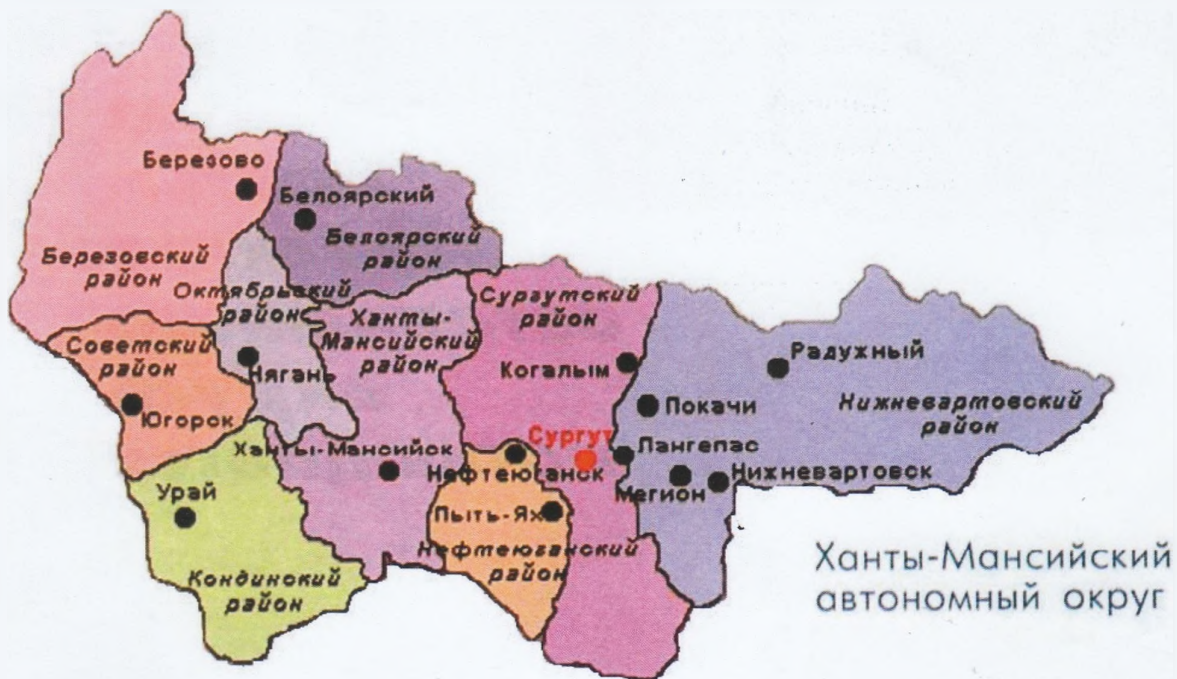 Березово
Белоярский
Березовский
район
Белоярский
район
Октябрьский
район
Ханты-
Мансийский
район
Сургутский
район
Советский
район
Нягань
Когалым
Радужный
Югорск
Покачи
Нижневартовский
район
Ханты-Мансийск
Сургут
Лангепас
Нефтеюганск
Нижневартовск
Мегион
Урай
Пыть-Ях
Нефтеюганский
район
Кондинский
район
Ханты-Мансийский
автономный округ